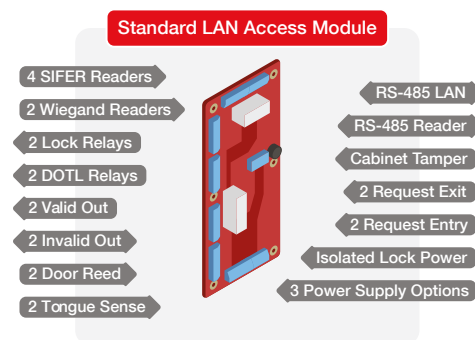 Standard LAN Access Module
4 SIFER Readers
2 Wiegand Readers
2 Lock Relays
2 DOTL Relays
2 Valid Out
2 Invalid Out
2 Door Reed
2 Tongue Sense
RS-485 LAN
RS-485 Reader
Cabinet Tamper
2 Request Exit
2 Request Entry
Isolated Lock Power
3 Power Supply Options